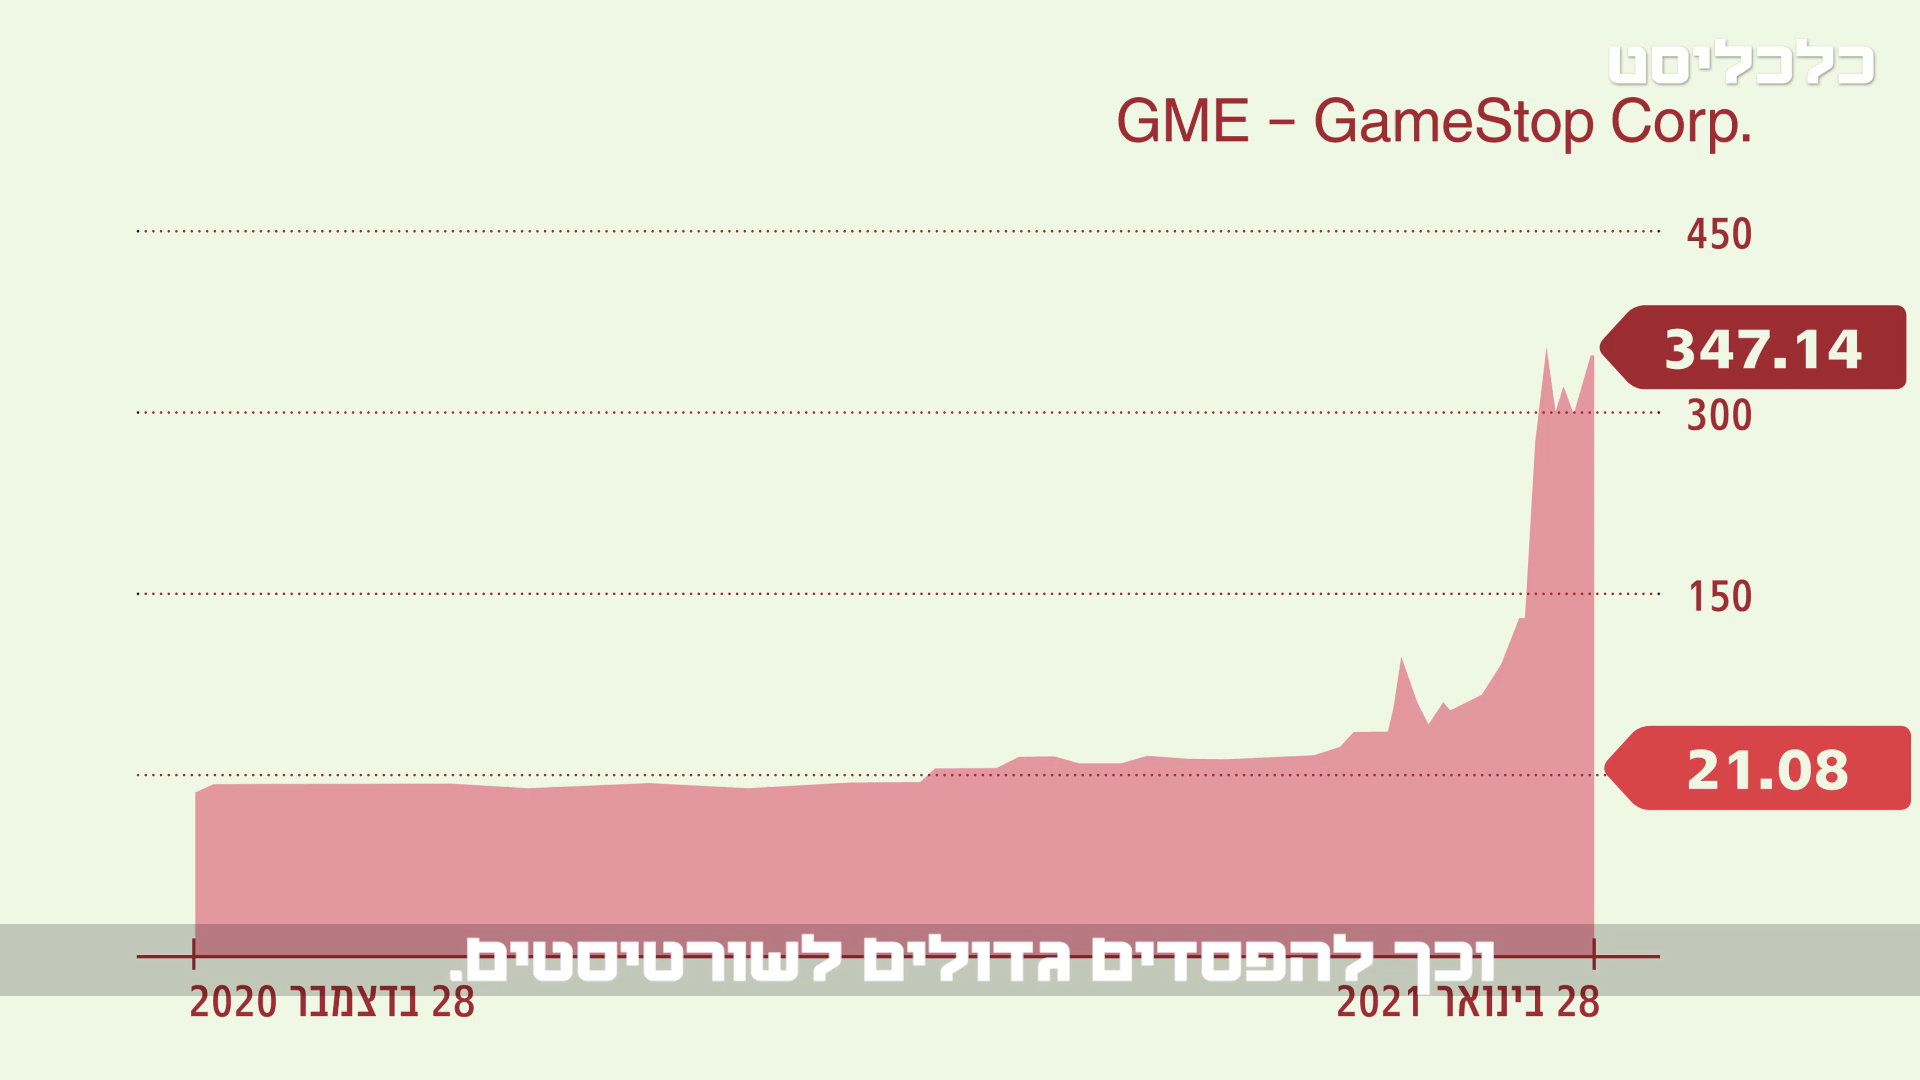 כלכליסט
GME – GameStop Corp.
450
347.14
300
150
21.08
וכך להפסדים גדולים לשורטיסטים.
28 בדצמבר 2020
28 בינואר 2021